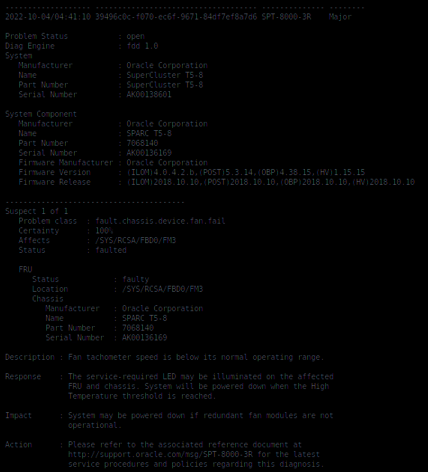 ------------------- ------------------------------------ -------------- --------
2022-10-04/04:41:10 39496c0c-f070-ec6f-9671-84df7ef8a7d6 SPT-8000-3R Major
Problem Status : open
Diag Engine : fdd 1.0
System
Manufacturer : Oracle Corporation
Name : SuperCluster T5-8
Part Number : SuperCluster T5-8
Serial Number : AK00138601
System Component
Manufacturer : Oracle Corporation
Name : SPARC T5-8
Part Number : 7068140
Serial Number : AK00136169
Firmware Manufacturer : Oracle Corporation
Firmware Version : (ILOM)4.0.4.2.b,(POST)5.3.14,(OBP)4.38.15,(HV)1.15.15
Firmware Release : (ILOM)2018.10.18,(POST)2018.10.10,(OBP)2018.10.10,(HV)2018.10.10
----------------------------------------
Suspect 1 of 1
Problem class : fault.chassis.device.fan.fail
Certainty : 100%
Affects : /SYS/RCSA/FBD0/FM3
Status : faulted
FRU
Status : faulty
Location : /SYS/RCSA/FBD0/FM3
Chassis
Manufacturer : Oracle Corporation
Name : SPARC T5-8
Part Number : 7068140
Serial Number : AK00136169
Description : Fan tachometer speed is below its normal operating range.
Response : The service-required LED may be illuminated on the affected
FRU and chassis. System will be powered down when the High
Temperature threshold is reached.
Impact : System may be powered down if redundant fan modules are not
operational.
Action : Please refer to the associated reference document at
http://support.oracle.com/msg/SPT-8000-3R for the latest
service procedures and policies regarding this diagnosis.